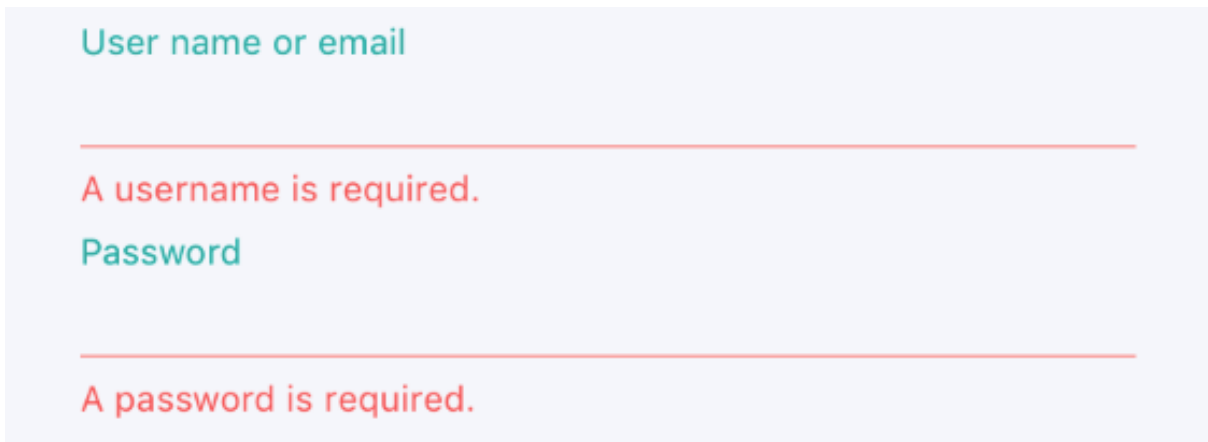 User name or email
A username is required.
Password
A password is required.